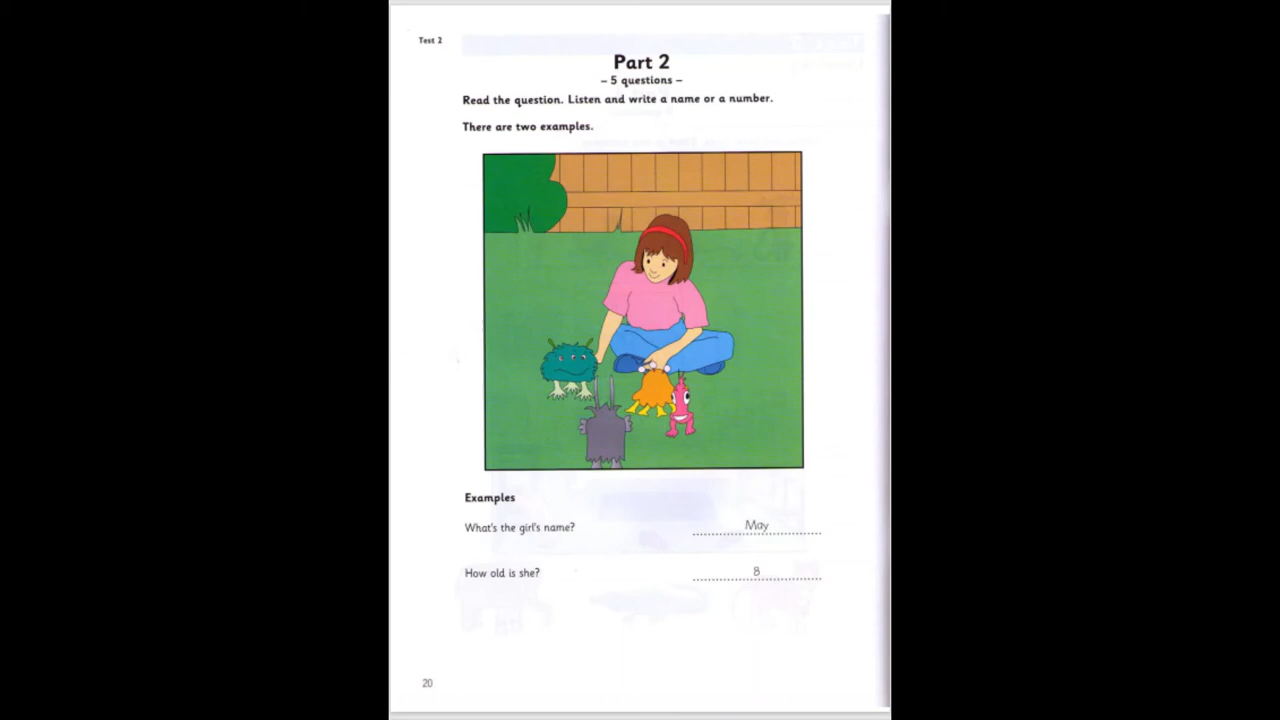 Test 2
Part 2
– 5 questions –
Read the question. Listen and write a name or a number.
There are two examples.
Examples
What's the girl's name? May
How old is she? 8
20